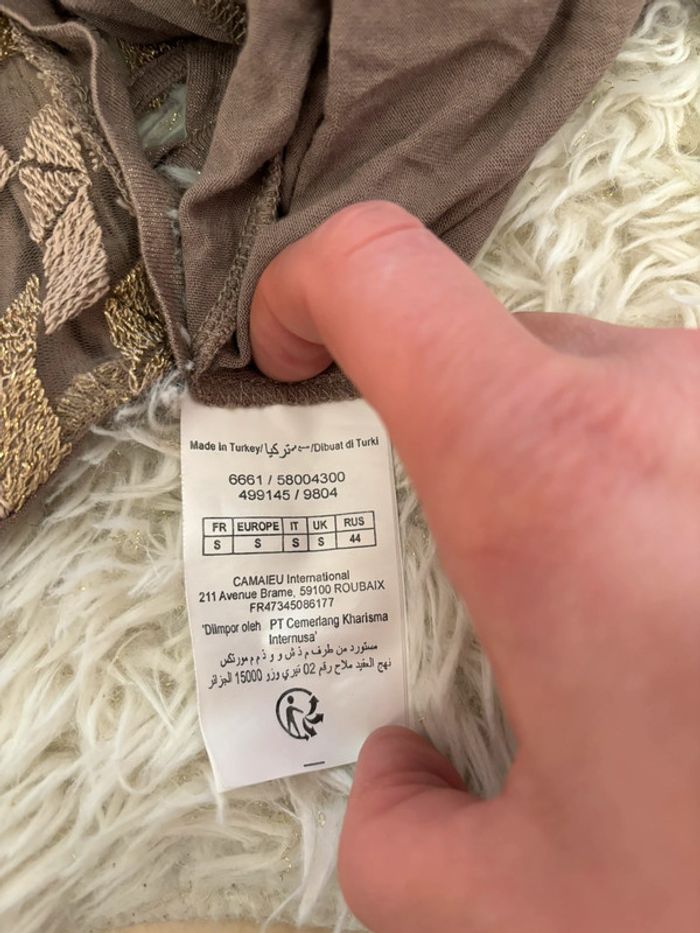 Made in Turkey/ تركيا /Dibuat di Turki
6661 / 58004300
499145 / 9804
FR EUROPE IT UK RUS
S S S S 44
CAMAIEU International
211 Avenue Brame, 59100 ROUBAIX
FR47345086177
'Diimpor oleh PT Cemerlang Kharisma
Internusa'
مستورد من طرف م ذ ش و و ذ م م مورتكس
نهج العقيد ملاح رقم 02 تيزي وزو 15000 الجزائر